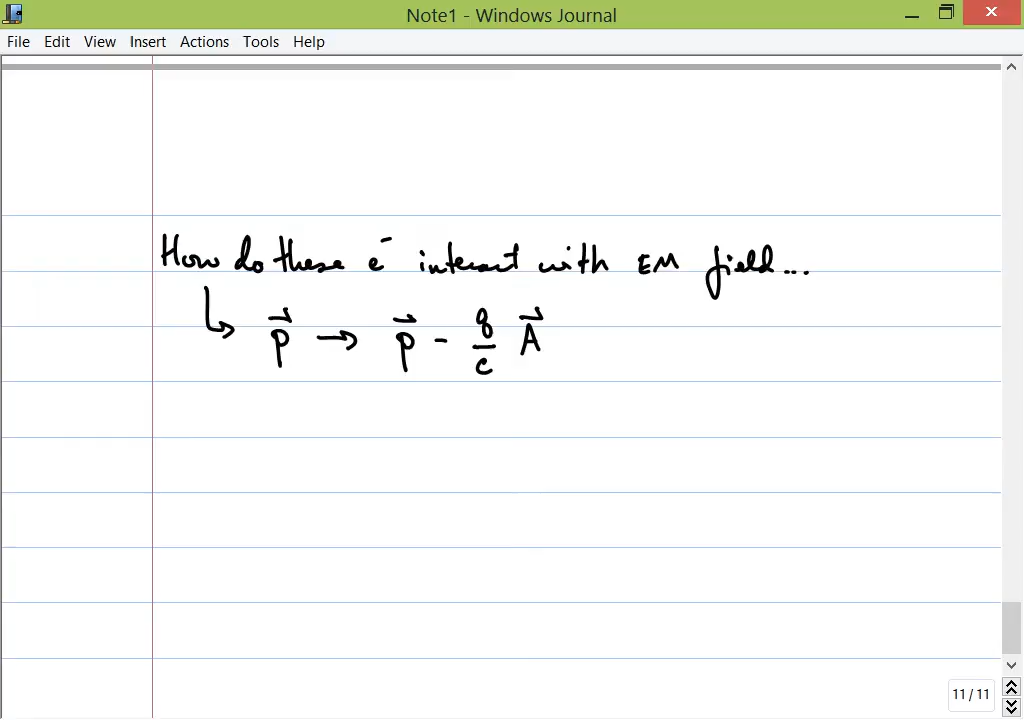 Note1 - Windows Journal
File Edit View Insert Actions Tools Help
How do these e⁻ interact with EM field...
↳ p⃗ → p⃗ - q/c A⃗
11 / 11